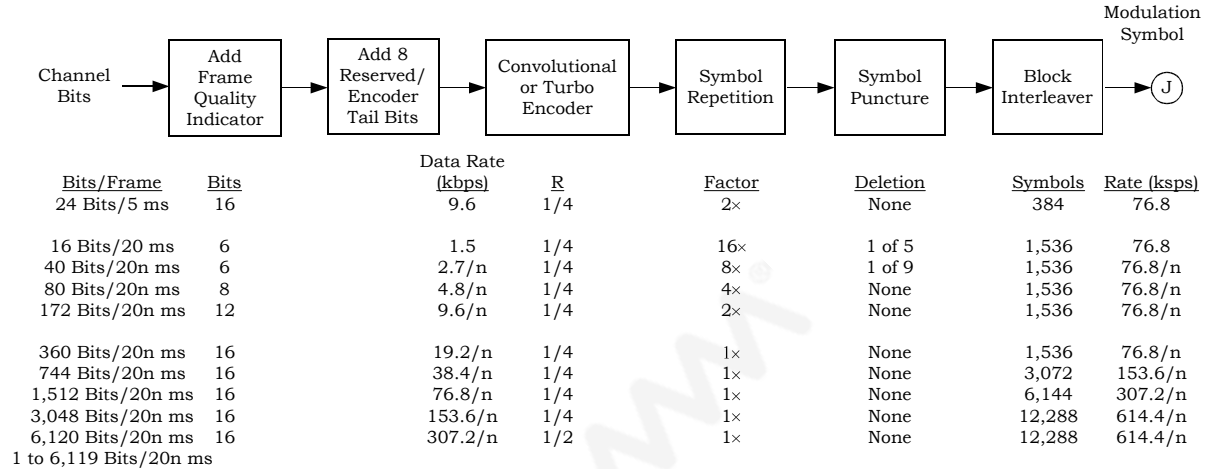 Modulation
Symbol
Channel
Bits
Add
Frame
Quality
Indicator
Add 8
Reserved/
Encoder
Tail Bits
Convolutional
or Turbo
Encoder
Symbol
Repetition
Symbol
Puncture
Block
Interleaver
J
Data Rate
Bits/Frame Bits (kbps) R Factor Deletion Symbols Rate (ksps)
24 Bits/5 ms 16 9.6 1/4 2× None 384 76.8
16 Bits/20 ms 6 1.5 1/4 16× 1 of 5 1,536 76.8
40 Bits/20n ms 6 2.7/n 1/4 8× 1 of 9 1,536 76.8/n
80 Bits/20n ms 8 4.8/n 1/4 4× None 1,536 76.8/n
172 Bits/20n ms 12 9.6/n 1/4 2× None 1,536 76.8/n
360 Bits/20n ms 16 19.2/n 1/4 1× None 1,536 76.8/n
744 Bits/20n ms 16 38.4/n 1/4 1× None 3,072 153.6/n
1,512 Bits/20n ms 16 76.8/n 1/4 1× None 6,144 307.2/n
3,048 Bits/20n ms 16 153.6/n 1/4 1× None 12,288 614.4/n
6,120 Bits/20n ms 16 307.2/n 1/2 1× None 12,288 614.4/n
1 to 6,119 Bits/20n ms